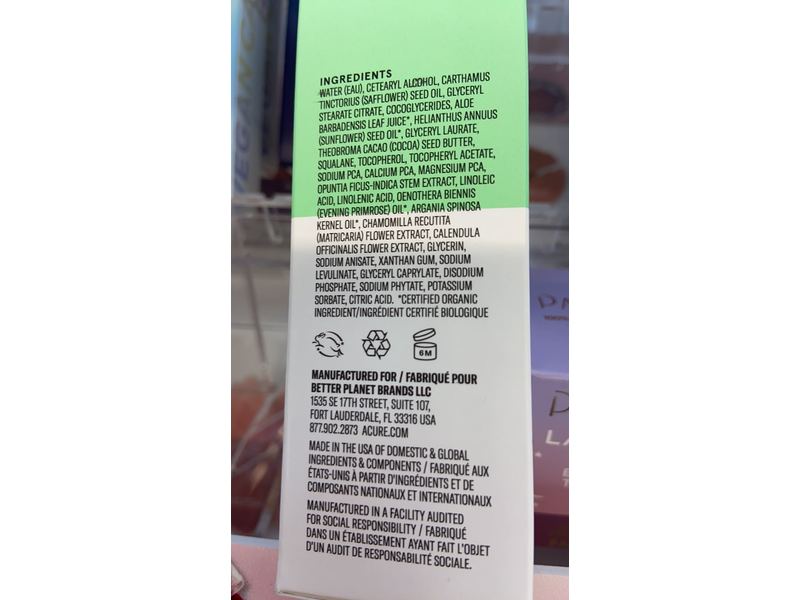 INGREDIENTS
WATER (EAU), CETEARYL ALCOHOL, CARTHAMUS
TINCTORIUS (SAFFLOWER) SEED OIL, GLYCERYL
STEARATE CITRATE, COCOGLYCERIDES, ALOE
BARBADENSIS LEAF JUICE*, HELIANTHUS ANNUUS
(SUNFLOWER) SEED OIL*, GLYCERYL LAURATE,
THEOBROMA CACAO (COCOA) SEED BUTTER,
SQUALANE, TOCOPHEROL, TOCOPHERYL ACETATE,
SODIUM PCA, CALCIUM PCA, MAGNESIUM PCA,
OPUNTIA FICUS-INDICA STEM EXTRACT, LINOLEIC
ACID, LINOLENIC ACID, OENOTHERA BIENNIS
(EVENING PRIMROSE) OIL*, ARGANIA SPINOSA
KERNEL OIL*, CHAMOMILLA RECUTITA
(MATRICARIA) FLOWER EXTRACT, CALENDULA
OFFICINALIS FLOWER EXTRACT, GLYCERIN,
SODIUM ANISATE, XANTHAN GUM, SODIUM
LEVULINATE, GLYCERYL CAPRYLATE, DISODIUM
PHOSPHATE, SODIUM PHYTATE, POTASSIUM
SORBATE, CITRIC ACID. *CERTIFIED ORGANIC
INGREDIENT/INGRÉDIENT CERTIFIÉ BIOLOGIQUE
6M
MANUFACTURED FOR / FABRIQUÉ POUR
BETTER PLANET BRANDS LLC
1535 SE 17TH STREET, SUITE 107,
FORT LAUDERDALE, FL 33316 USA
877.902.2873 ACURE.COM
MADE IN THE USA OF DOMESTIC & GLOBAL
INGREDIENTS & COMPONENTS / FABRIQUÉ AUX
ÉTATS-UNIS À PARTIR D'INGRÉDIENTS ET DE
COMPOSANTS NATIONAUX ET INTERNATIONAUX
MANUFACTURED IN A FACILITY AUDITED
FOR SOCIAL RESPONSIBILITY / FABRIQUÉ
DANS UN ÉTABLISSEMENT AYANT FAIT L'OBJET
D'UN AUDIT DE RESPONSABILITÉ SOCIALE.